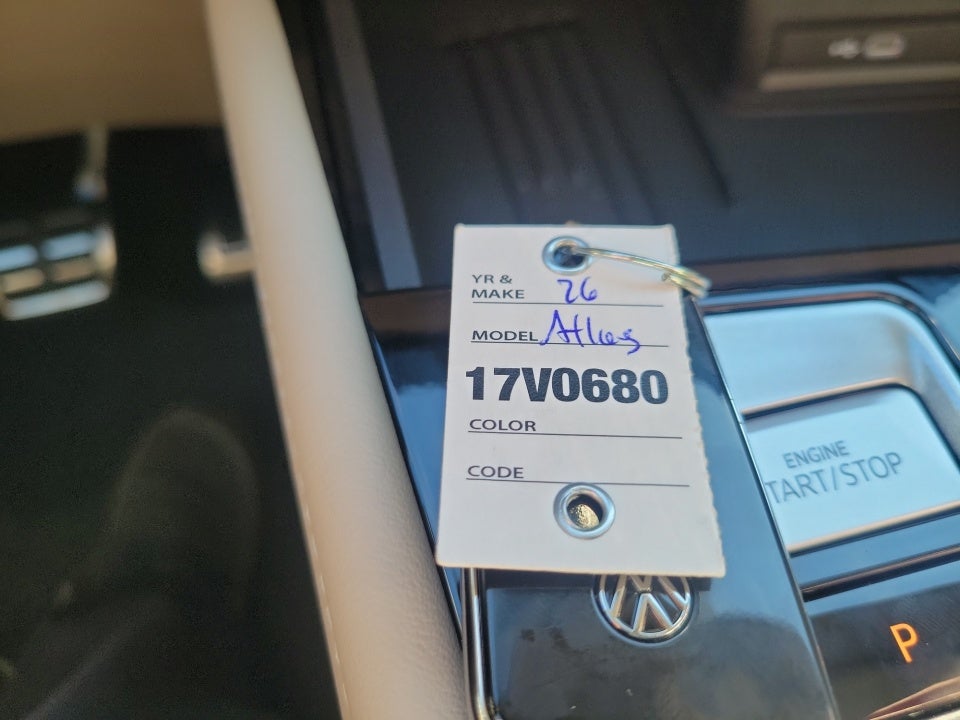 YR &
MAKE 26
MODEL Atlas
17V0680
COLOR
CODE
ENGINE
START/STOP
P